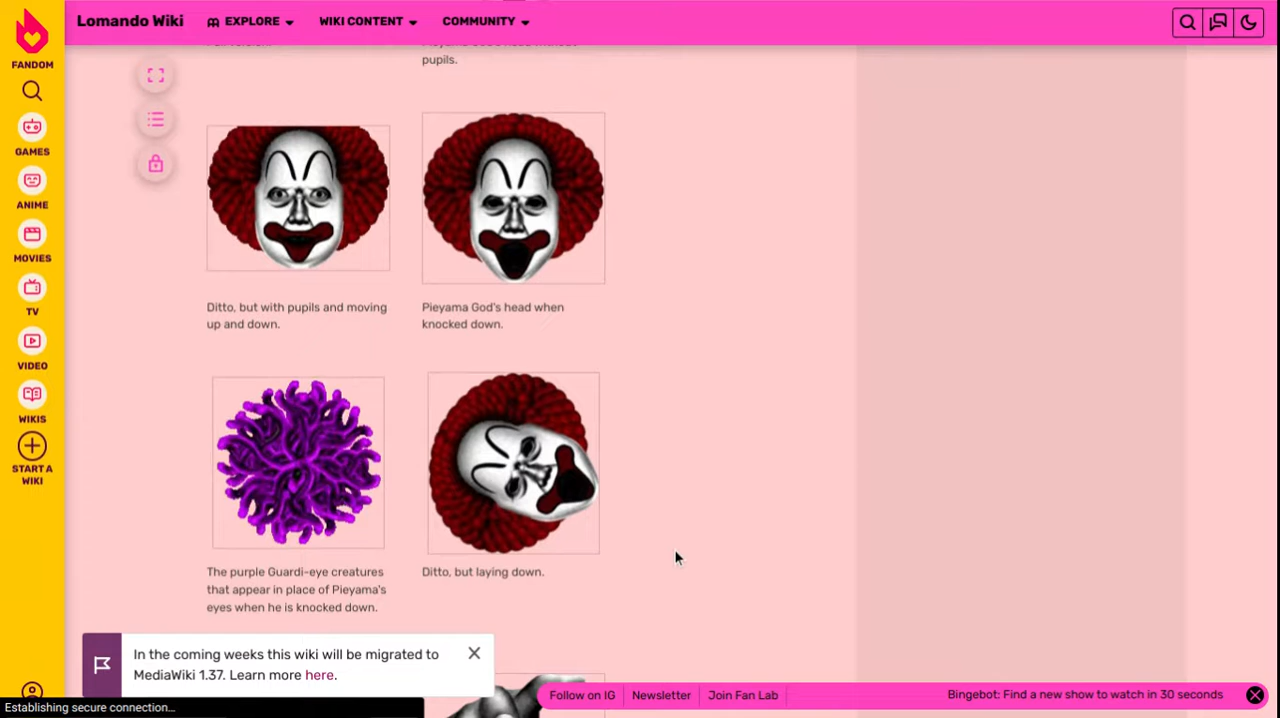 Lomando Wiki
EXPLORE
WIKI CONTENT
COMMUNITY
FANDOM
GAMES
ANIME
MOVIES
TV
VIDEO
WIKIS
START A
WIKI
pupils.
Ditto, but with pupils and moving
up and down.
Pieyama God's head when
knocked down.
The purple Guardi-eye creatures
that appear in place of Pieyama's
eyes when he is knocked down.
Ditto, but laying down.
In the coming weeks this wiki will be migrated to
MediaWiki 1.37. Learn more here.
Follow on IG
Newsletter
Join Fan Lab
Bingebot: Find a new show to watch in 30 seconds
Establishing secure connection...